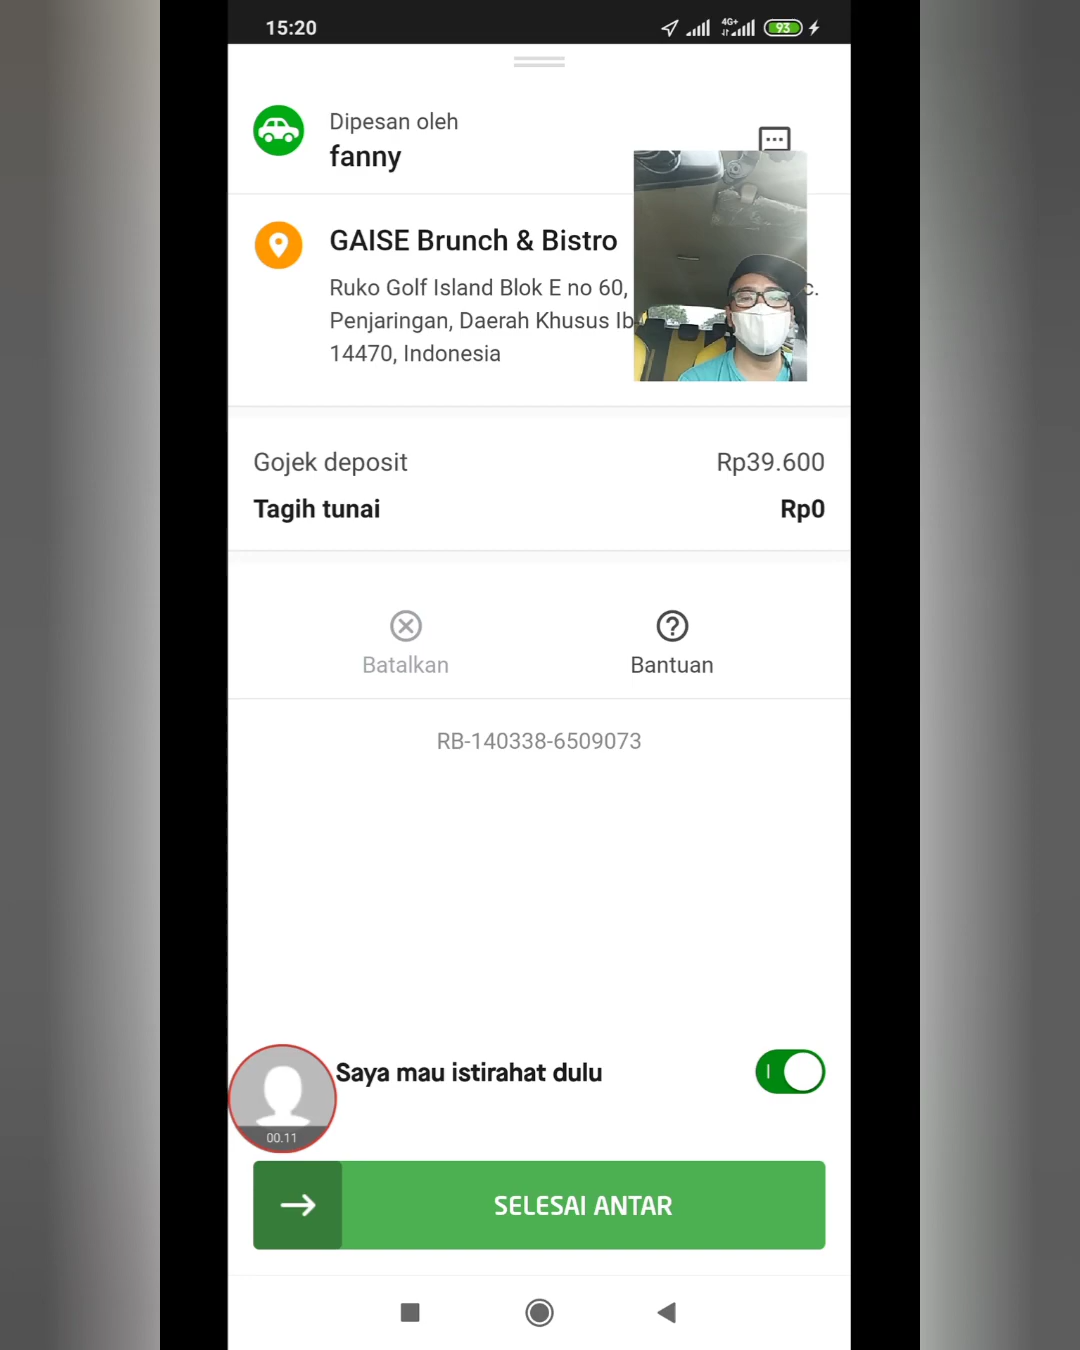 15:20
4G+
93
Dipesan oleh
fanny
GAISE Brunch & Bistro
Ruko Golf Island Blok E no 60,
c.
Penjaringan, Daerah Khusus Ib
14470, Indonesia
Gojek deposit
Rp39.600
Tagih tunai
Rp0
Batalkan
Bantuan
RB-140338-6509073
Saya mau istirahat dulu
00.11
SELESAI ANTAR